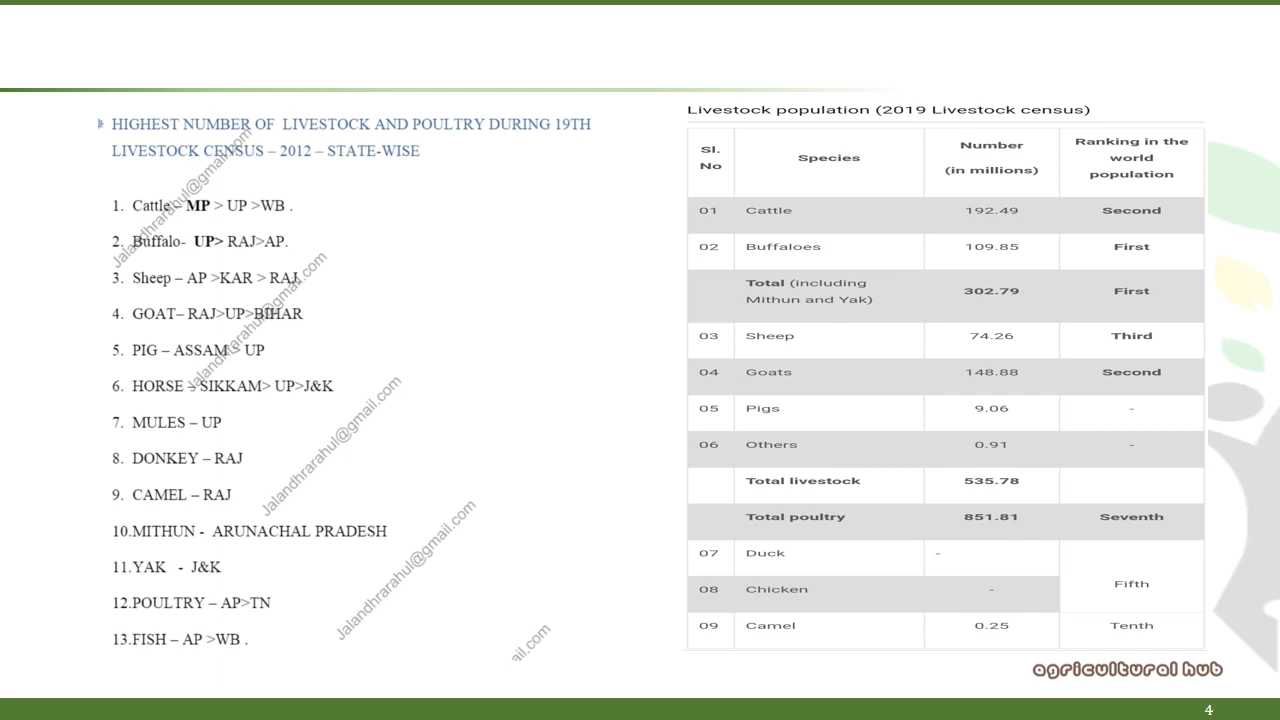 HIGHEST NUMBER OF LIVESTOCK AND POULTRY DURING 19TH
LIVESTOCK CENSUS – 2012 – STATE-WISE
1. Cattle – MP > UP >WB .
2. Buffalo- UP> RAJ>AP.
3. Sheep – AP >KAR > RAJ
4. GOAT– RAJ>UP>BIHAR
5. PIG – ASSAM > UP
6. HORSE – SIKKAM> UP>J&K
7. MULES – UP
8. DONKEY – RAJ
9. CAMEL – RAJ
10.MITHUN - ARUNACHAL PRADESH
11.YAK - J&K
12.POULTRY – AP>TN
13.FISH – AP >WB .
Jalandhrarahul@gmail.com
Jalandhrarahul@gmail.com
Jalandhrarahul@gmail.com
Jalandhrarahul@gmail.com
ail.com
Livestock population (2019 Livestock census)
Sl. No Species Number (in millions) Ranking in the world population
01 Cattle 192.49 Second
02 Buffaloes 109.85 First
Total (including Mithun and Yak) 302.79 First
03 Sheep 74.26 Third
04 Goats 148.88 Second
05 Pigs 9.06 -
06 Others 0.91 -
Total livestock 535.78
Total poultry 851.81 Seventh
07 Duck -
08 Chicken - Fifth
09 Camel 0.25 Tenth
agricultural hub
4